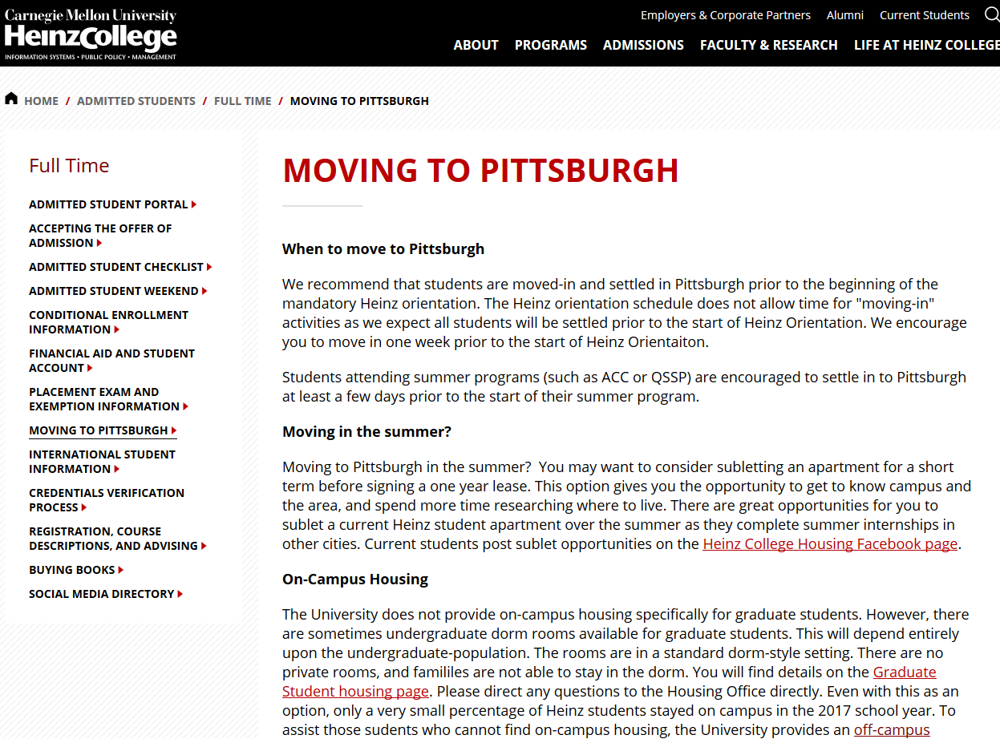 Carnegie Mellon University
HeinzCollege
INFORMATION SYSTEMS • PUBLIC POLICY • MANAGEMENT
Employers & Corporate Partners Alumni Current Students
ABOUT PROGRAMS ADMISSIONS FACULTY & RESEARCH LIFE AT HEINZ COLLEGE
HOME / ADMITTED STUDENTS / FULL TIME / MOVING TO PITTSBURGH
Full Time
ADMITTED STUDENT PORTAL
ACCEPTING THE OFFER OF
ADMISSION
ADMITTED STUDENT CHECKLIST
ADMITTED STUDENT WEEKEND
CONDITIONAL ENROLLMENT
INFORMATION
FINANCIAL AID AND STUDENT
ACCOUNT
PLACEMENT EXAM AND
EXEMPTION INFORMATION
MOVING TO PITTSBURGH
INTERNATIONAL STUDENT
INFORMATION
CREDENTIALS VERIFICATION
PROCESS
REGISTRATION, COURSE
DESCRIPTIONS, AND ADVISING
BUYING BOOKS
SOCIAL MEDIA DIRECTORY
MOVING TO PITTSBURGH
When to move to Pittsburgh
We recommend that students are moved-in and settled in Pittsburgh prior to the beginning of the
mandatory Heinz orientation. The Heinz orientation schedule does not allow time for "moving-in"
activities as we expect all students will be settled prior to the start of Heinz Orientation. We encourage
you to move in one week prior to the start of Heinz Orientaiton.
Students attending summer programs (such as ACC or QSSP) are encouraged to settle in to Pittsburgh
at least a few days prior to the start of their summer program.
Moving in the summer?
Moving to Pittsburgh in the summer?  You may want to consider subletting an apartment for a short
term before signing a one year lease. This option gives you the opportunity to get to know campus and
the area, and spend more time researching where to live. There are great opportunities for you to
sublet a current Heinz student apartment over the summer as they complete summer internships in
other cities. Current students post sublet opportunities on the Heinz College Housing Facebook page.
On-Campus Housing
The University does not provide on-campus housing specifically for graduate students. However, there
are sometimes undergraduate dorm rooms available for graduate students. This will depend entirely
upon the undergraduate-population. The rooms are in a standard dorm-style setting. There are no
private rooms, and famililes are not able to stay in the dorm. You will find details on the Graduate
Student housing page. Please direct any questions to the Housing Office directly. Even with this as an
option, only a very small percentage of Heinz students stayed on campus in the 2017 school year. To
assist those sudents who cannot find on-campus housing, the University provides an off-campus